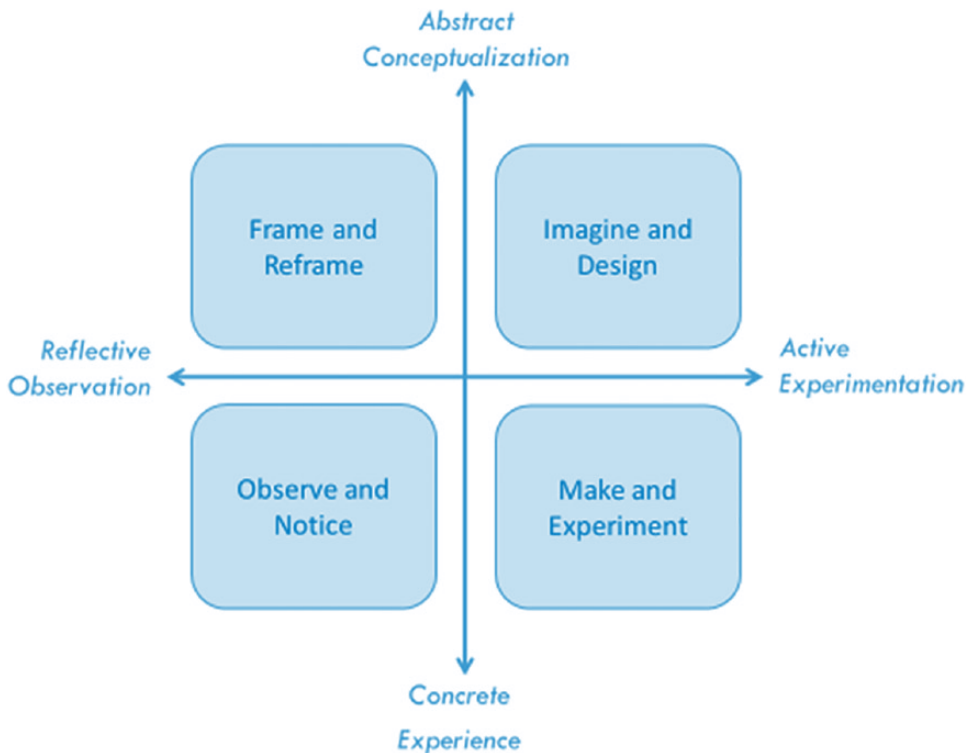 Abstract
Conceptualization
Frame and
Reframe
Imagine and
Design
Reflective
Observation
Active
Experimentation
Observe and
Notice
Make and
Experiment
Concrete
Experience